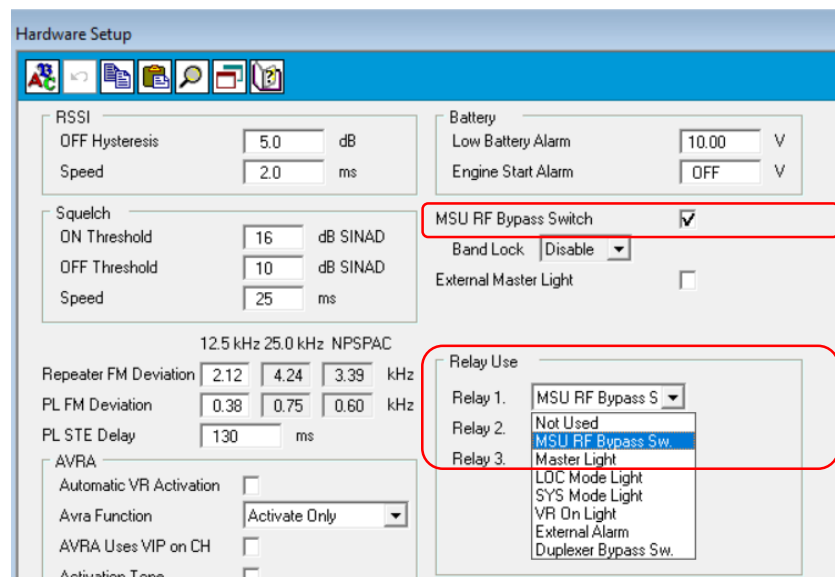 Hardware Setup
RSSI
OFF Hysteresis 5.0 dB
Speed 2.0 ms
Squelch
ON Threshold 16 dB SINAD
OFF Threshold 10 dB SINAD
Speed 25 ms
12.5 kHz 25.0 kHz NPSPAC
Repeater FM Deviation 2.12 4.24 3.39 kHz
PL FM Deviation 0.38 0.75 0.60 kHz
PL STE Delay 130 ms
AVRA
Automatic VR Activation
Avra Function Activate Only
AVRA Uses VIP on CH
Activation Tone
Battery
Low Battery Alarm 10.00 V
Engine Start Alarm OFF V
MSU RF Bypass Switch
Band Lock Disable
External Master Light
Relay Use
Relay 1. MSU RF Bypass S
Relay 2.
Relay 3.
Not Used
MSU RF Bypass Sw.
Master Light
LOC Mode Light
SYS Mode Light
VR On Light
External Alarm
Duplexer Bypass Sw.